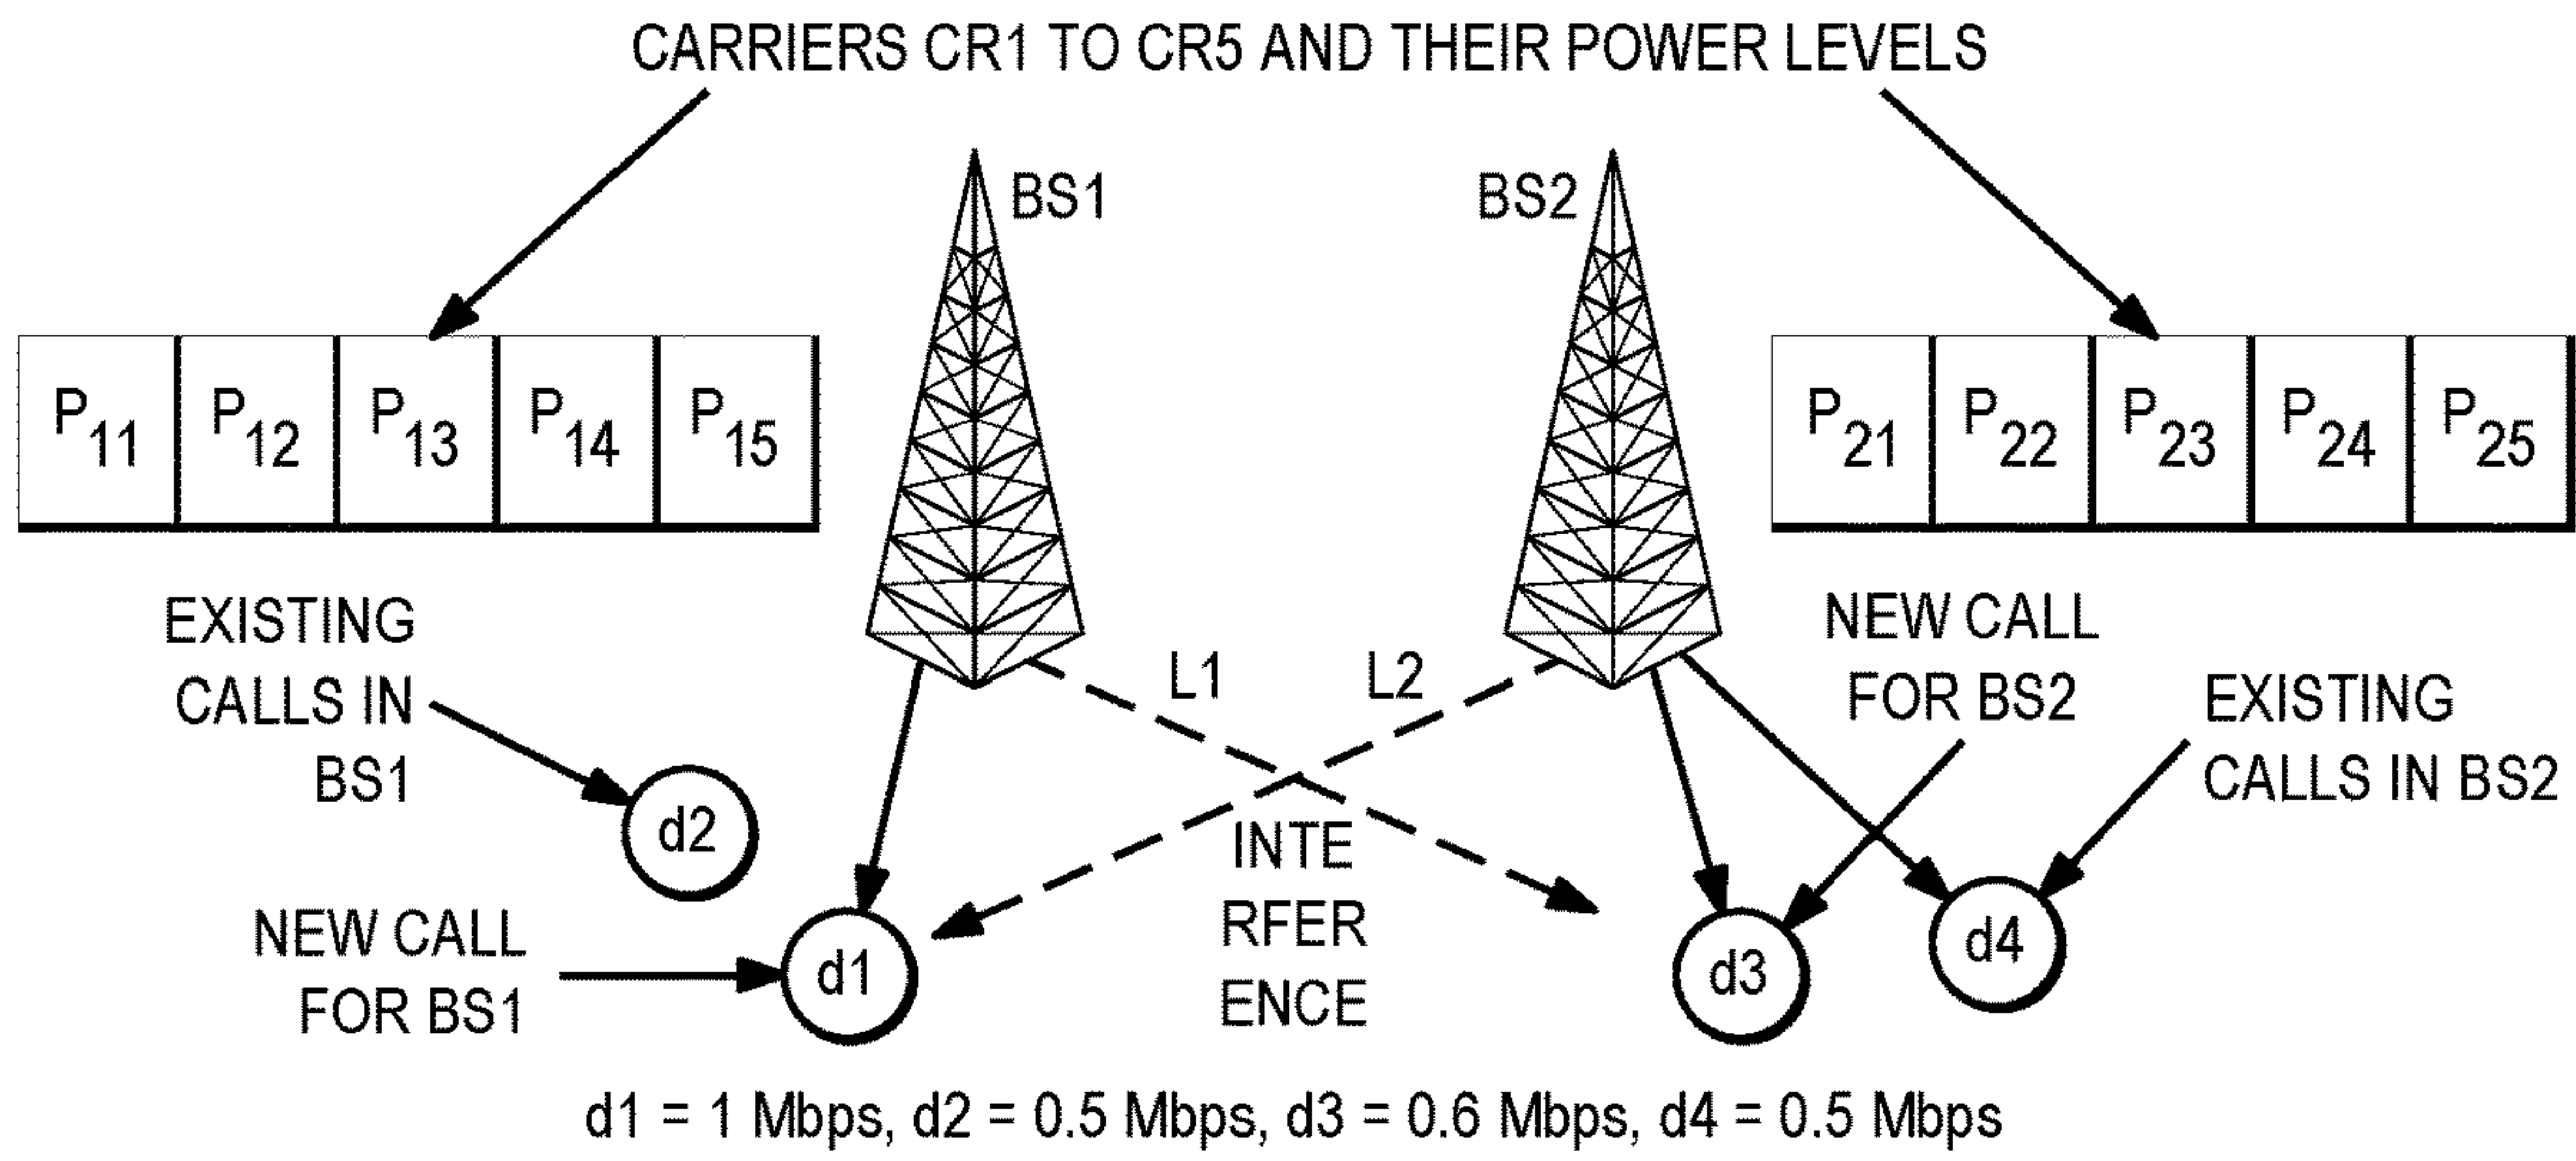 CARRIERS CR1 TO CR5 AND THEIR POWER LEVELS
BS1
BS2
P11 P12 P13 P14 P15
P21 P22 P23 P24 P25
EXISTING
CALLS IN
BS1
L1
L2
NEW CALL
FOR BS2
EXISTING
CALLS IN BS2
d2
INTE
RFER
ENCE
NEW CALL
FOR BS1
d1
d3
d4
d1 = 1 Mbps, d2 = 0.5 Mbps, d3 = 0.6 Mbps, d4 = 0.5 Mbps